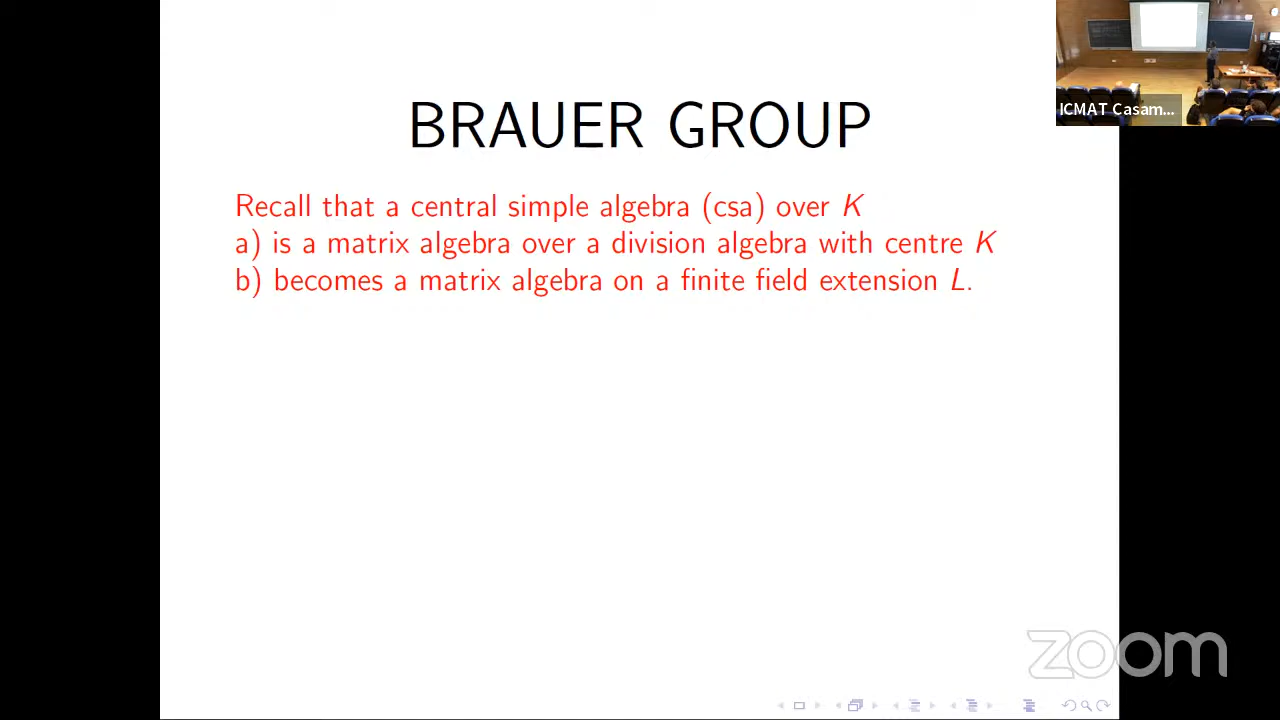 BRAUER GROUP
Recall that a central simple algebra (csa) over K
a) is a matrix algebra over a division algebra with centre K
b) becomes a matrix algebra on a finite field extension L.
ICMAT Casam...
zoom